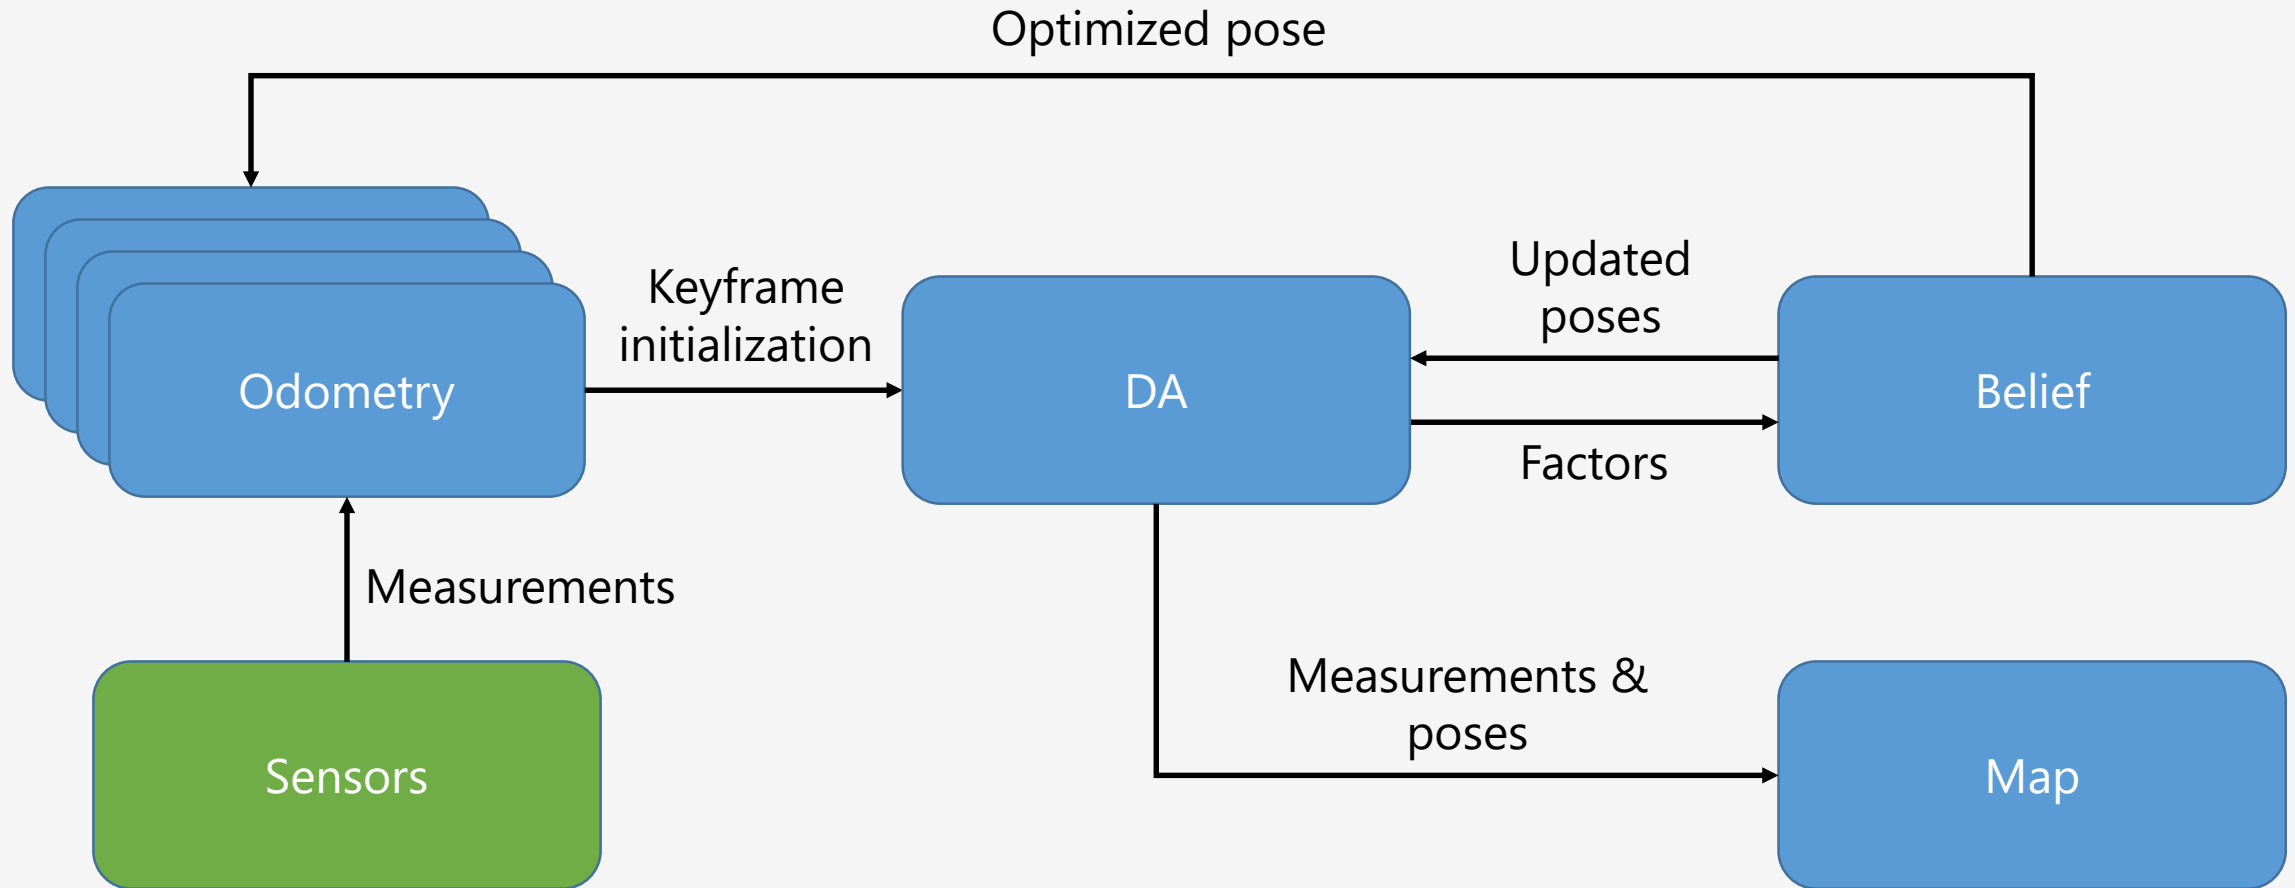 Optimized pose
Keyframe
initialization
Updated
poses
Odometry
DA
Belief
Factors
Measurements
Measurements &
poses
Sensors
Map